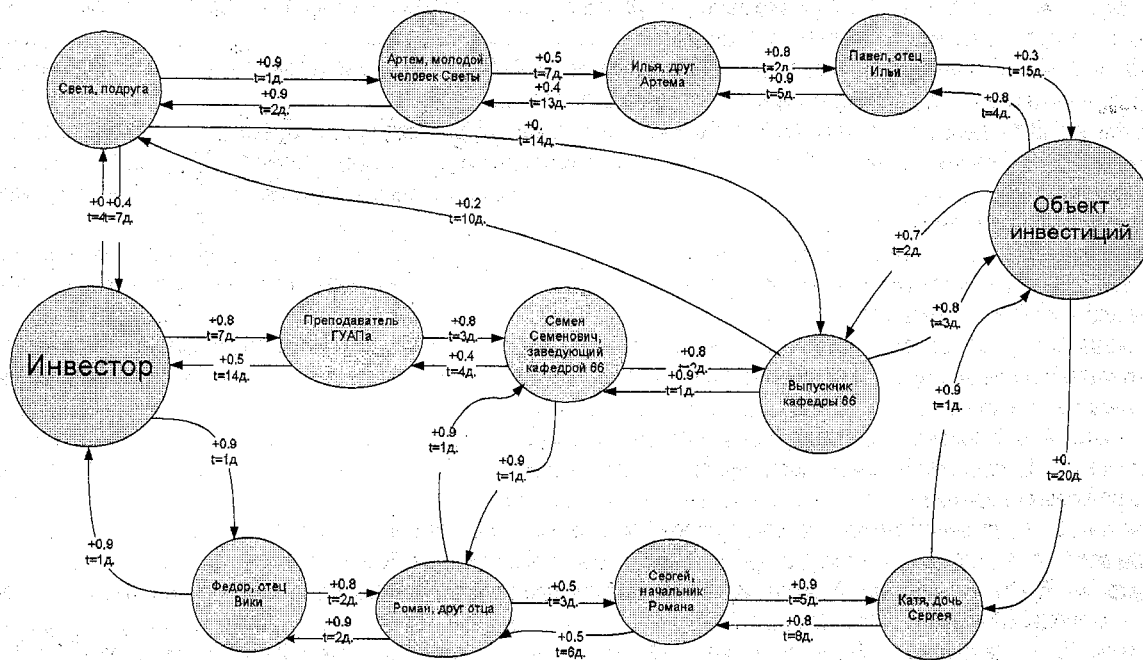 Света, подруга
+0.9
t=1д.
+0.9
t=2д.
Артем, молодой
человек Светы
+0.5
t=7д.
+0.4
t=13д.
Илья, друг
Артема
+0.8
t=2д.
+0.9
t=5д.
Павел, отец
Ильи
+0.3
t=15д.
+0.8
t=4д.
+0.
t=14д.
+0.2
t=10д.
+0.4
t=7д.
Объект
инвестиций
+0.7
t=2д.
+0.8
t=3д.
Инвестор
+0.8
t=7д.
+0.5
t=14д.
Преподаватель
ГУАПа
+0.8
t=3д.
+0.4
t=4д.
Семен
Семенович,
заведующий
кафедрой 66
+0.8
+0.9
t=1д.
Выпускник
кафедры 66
+0.9
t=1д.
+0.
t=20д.
+0.9
t=1д
+0.9
t=1д.
+0.9
t=1д.
+0.9
t=1д.
Федор, отец
Вики
+0.8
t=2д.
+0.9
t=2д.
Роман, друг отца
+0.5
t=3д.
+0.5
t=6д.
Сергей,
начальник
Романа
+0.9
t=5д.
+0.8
t=8д.
Катя, дочь
Сергея